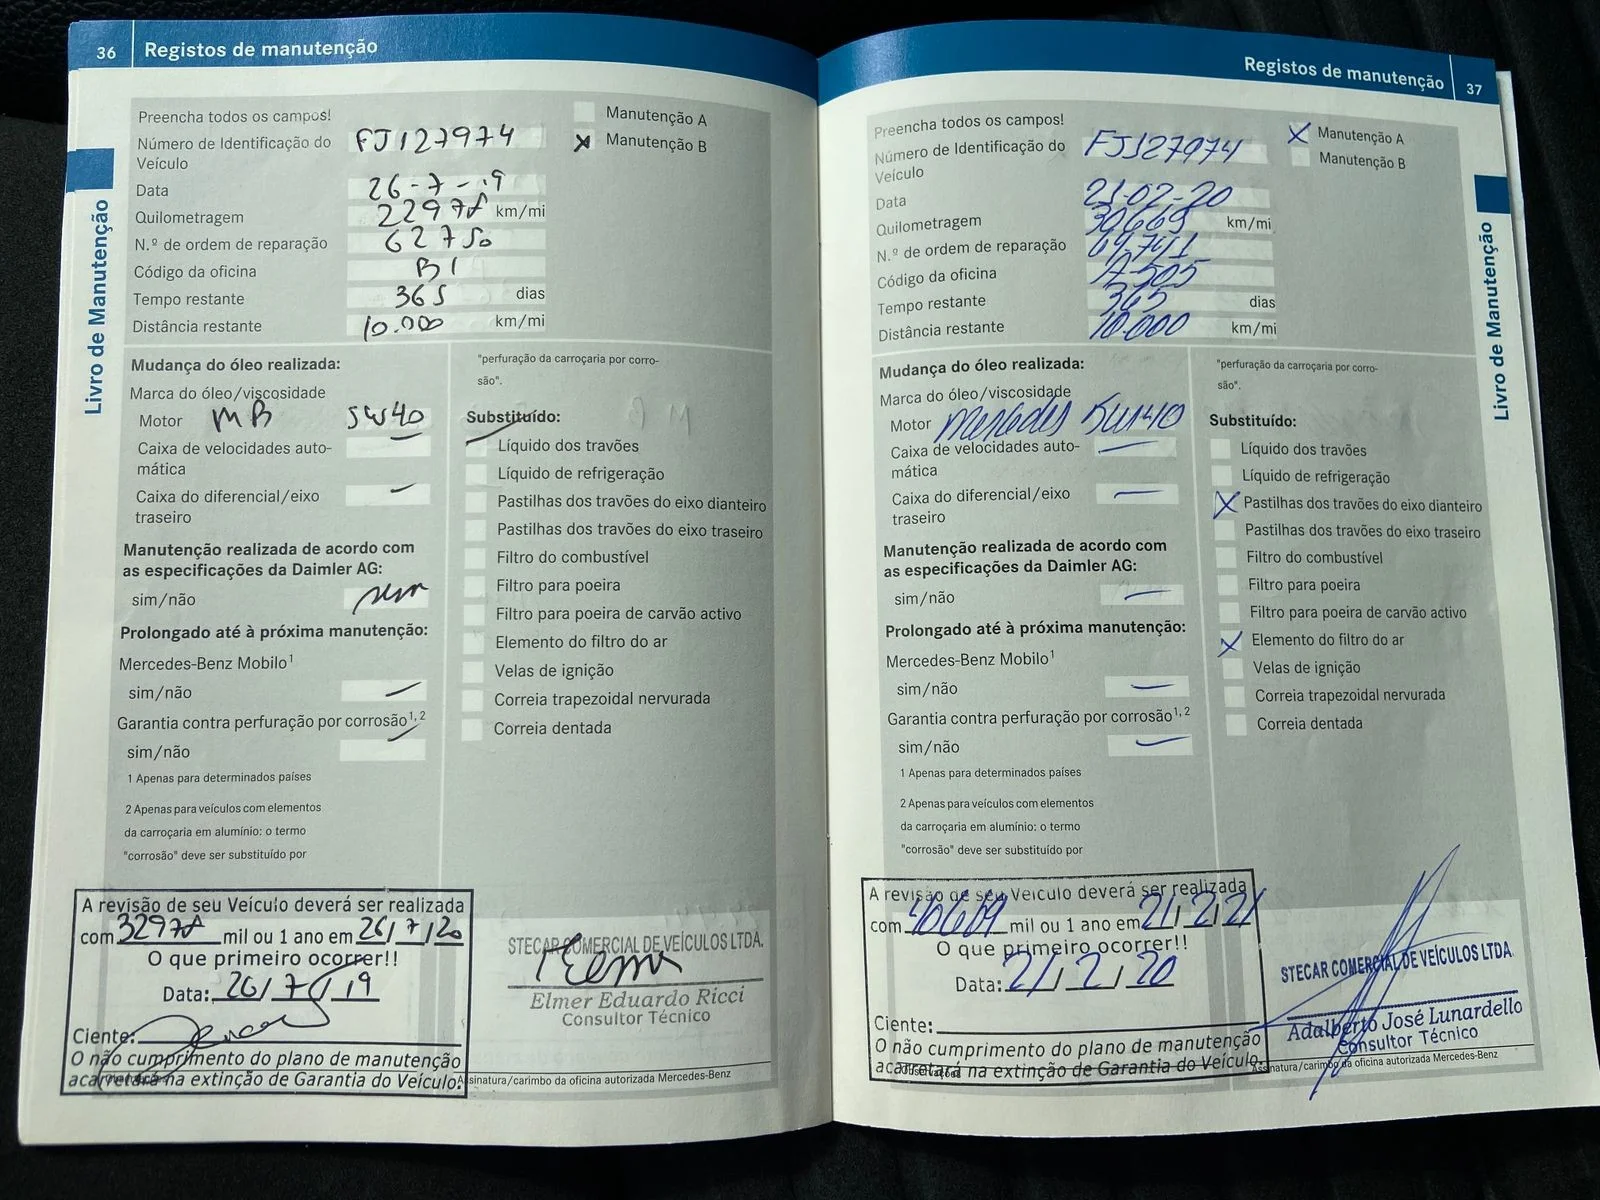 36 Registos de manutenção
Livro de Manutenção
Preencha todos os campos!
Manutenção A
Número de Identificação do Veículo FJ127974
X Manutenção B
Data 26-7-19
Quilometragem 22978 km/mi
N.º de ordem de reparação 62750
Código da oficina B1
Tempo restante 365 dias
Distância restante 10.000 km/mi
Mudança do óleo realizada:
Marca do óleo/viscosidade
Motor MB 5W40
Caixa de velocidades auto-
mática
Caixa do diferencial/eixo
traseiro
Manutenção realizada de acordo com
as especificações da Daimler AG:
sim/não
Prolongado até à próxima manutenção:
Mercedes-Benz Mobilo¹
sim/não
Garantia contra perfuração por corrosão¹,²
sim/não
1 Apenas para determinados países
2 Apenas para veículos com elementos
da carroçaria em alumínio: o termo
"corrosão" deve ser substituído por
"perfuração da carroçaria por corro-
são".
Substituído:
Líquido dos travões
Líquido de refrigeração
Pastilhas dos travões do eixo dianteiro
Pastilhas dos travões do eixo traseiro
Filtro do combustível
Filtro para poeira
Filtro para poeira de carvão activo
Elemento do filtro do ar
Velas de ignição
Correia trapezoidal nervurada
Correia dentada
A revisão de seu Veículo deverá ser realizada
com 32978 mil ou 1 ano em 26/7/20
O que primeiro ocorrer!!
Data: 26/7/19
Ciente:
O não cumprimento do plano de manutenção
acarretará na extinção de Garantia do Veículo.
STECAR COMERCIAL DE VEÍCULOS LTDA.
Elmer Eduardo Ricci
Consultor Técnico
Assinatura/carimbo da oficina autorizada Mercedes-Benz
Registos de manutenção 37
Livro de Manutenção
Preencha todos os campos!
X Manutenção A
Número de Identificação do Veículo FJ127974
Manutenção B
Data 21-02-20
Quilometragem 30669 km/mi
N.º de ordem de reparação
Código da oficina
Tempo restante 365 dias
Distância restante 10.000 km/mi
Mudança do óleo realizada:
Marca do óleo/viscosidade
Motor Mercedes 5W40
Caixa de velocidades auto-
mática
Caixa do diferencial/eixo
traseiro
Manutenção realizada de acordo com
as especificações da Daimler AG:
sim/não
Prolongado até à próxima manutenção:
Mercedes-Benz Mobilo¹
sim/não
Garantia contra perfuração por corrosão¹,²
sim/não
1 Apenas para determinados países
2 Apenas para veículos com elementos
da carroçaria em alumínio: o termo
"corrosão" deve ser substituído por
"perfuração da carroçaria por corro-
são".
Substituído:
Líquido dos travões
Líquido de refrigeração
X Pastilhas dos travões do eixo dianteiro
Pastilhas dos travões do eixo traseiro
Filtro do combustível
Filtro para poeira
Filtro para poeira de carvão activo
X Elemento do filtro do ar
Velas de ignição
Correia trapezoidal nervurada
Correia dentada
A revisão de seu Veículo deverá ser realizada
com 40669 mil ou 1 ano em 21/2/21
O que primeiro ocorrer!!
Data: 21/2/20
Ciente:
O não cumprimento do plano de manutenção
acarretará na extinção de Garantia do Veículo.
Observações
STECAR COMERCIAL DE VEÍCULOS LTDA.
Adalberto José Lunardello
Consultor Técnico
Assinatura/carimbo da oficina autorizada Mercedes-Benz